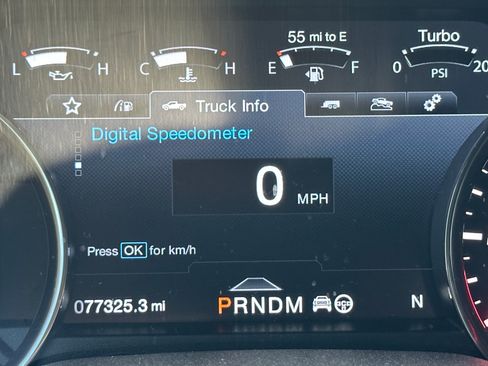 55 mi to E Turbo
L H C H E F 0 20
PSI
Truck Info
Digital Speedometer
0 MPH
Press OK for km/h
077325.3 mi PRNDM N